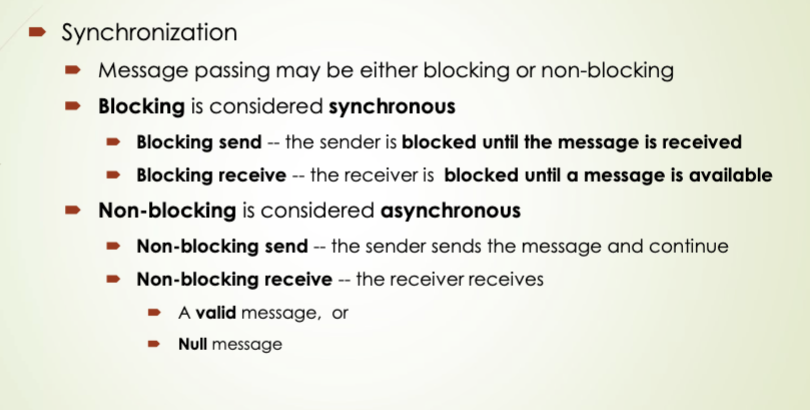 Synchronization
Message passing may be either blocking or non-blocking
Blocking is considered synchronous
Blocking send -- the sender is blocked until the message is received
Blocking receive -- the receiver is  blocked until a message is available
Non-blocking is considered asynchronous
Non-blocking send -- the sender sends the message and continue
Non-blocking receive -- the receiver receives
A valid message,  or
Null message